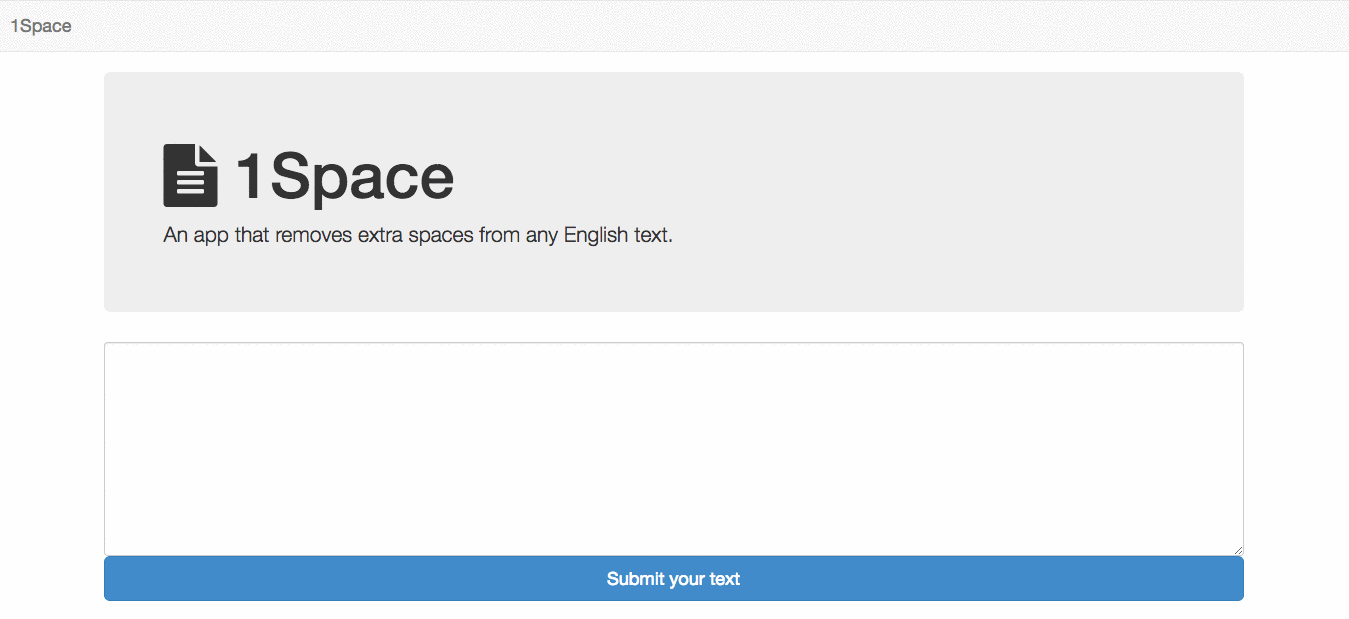 1Space
1Space
An app that removes extra spaces from any English text.
Submit your text